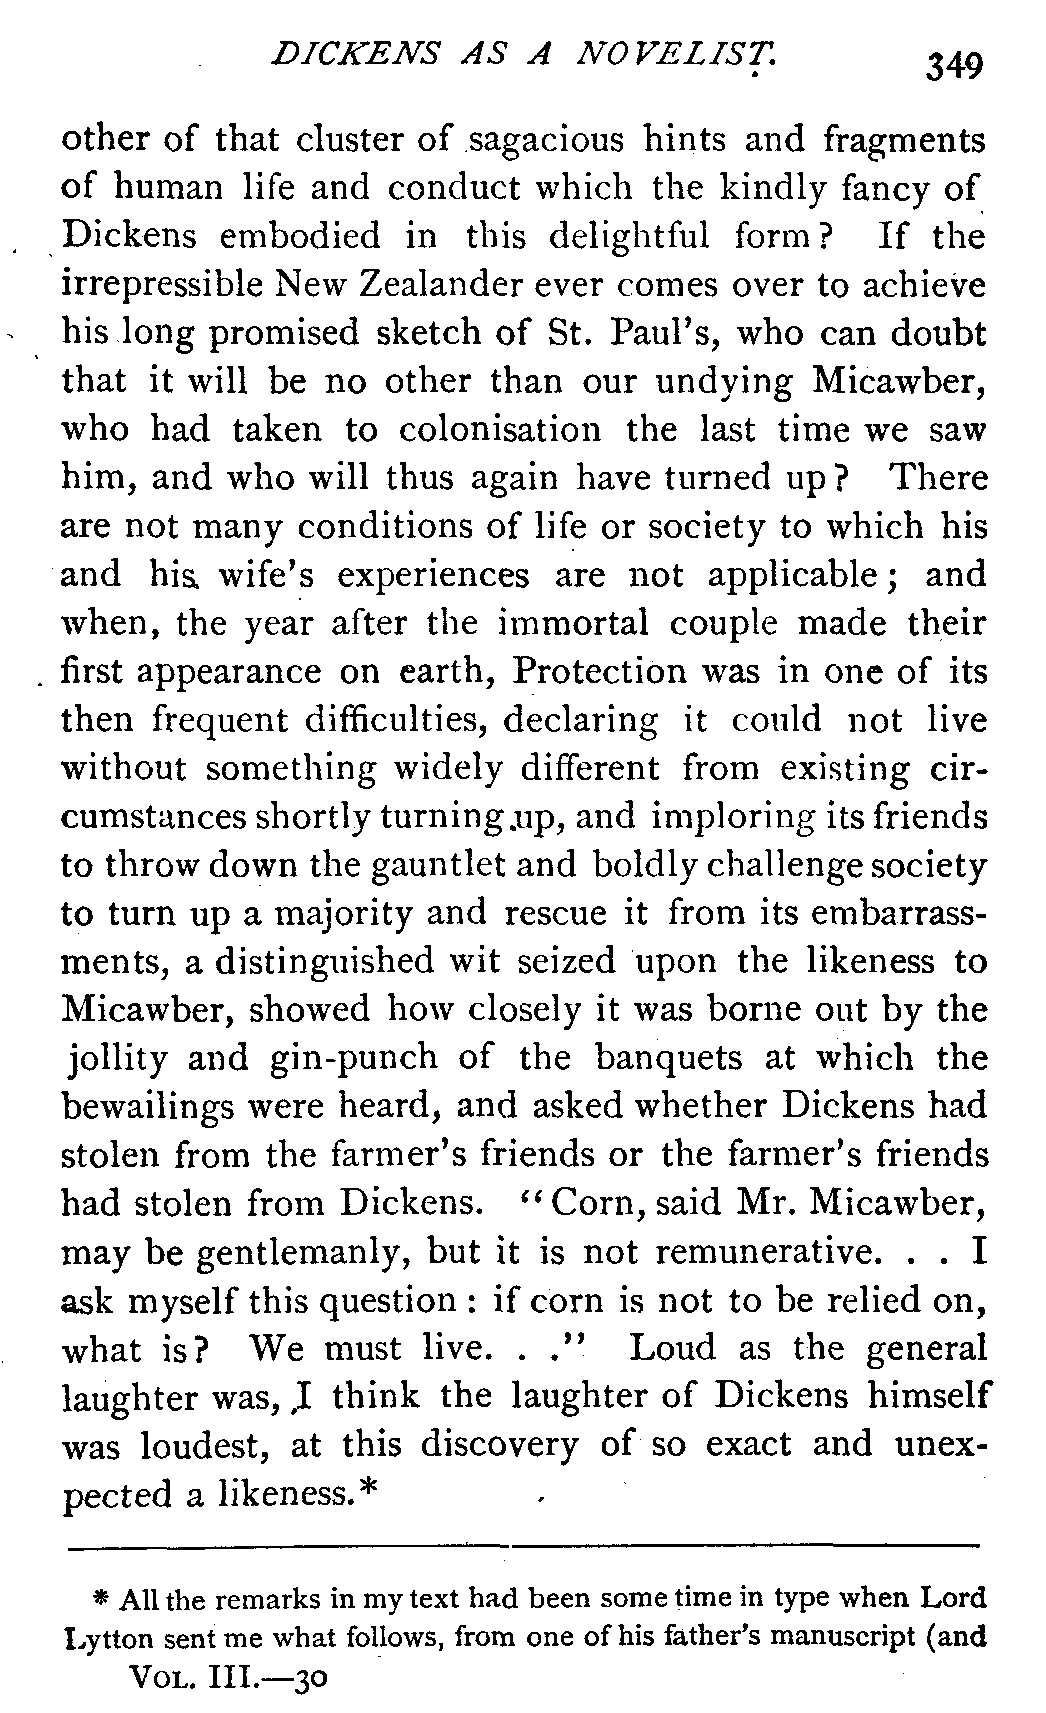 DICKENS AS A NOVELIST. 349
other of that cluster of sagacious hints and fragments
of human life and conduct which the kindly fancy of
Dickens embodied in this delightful form? If the
irrepressible New Zealander ever comes over to achieve
his long promised sketch of St. Paul's, who can doubt
that it will be no other than our undying Micawber,
who had taken to colonisation the last time we saw
him, and who will thus again have turned up? There
are not many conditions of life or society to which his
and his wife's experiences are not applicable; and
when, the year after the immortal couple made their
first appearance on earth, Protection was in one of its
then frequent difficulties, declaring it could not live
without something widely different from existing cir-
cumstances shortly turning up, and imploring its friends
to throw down the gauntlet and boldly challenge society
to turn up a majority and rescue it from its embarrass-
ments, a distinguished wit seized upon the likeness to
Micawber, showed how closely it was borne out by the
jollity and gin-punch of the banquets at which the
bewailings were heard, and asked whether Dickens had
stolen from the farmer's friends or the farmer's friends
had stolen from Dickens. "Corn, said Mr. Micawber,
may be gentlemanly, but it is not remunerative. . . I
ask myself this question: if corn is not to be relied on,
what is? We must live. . ." Loud as the general
laughter was, I think the laughter of Dickens himself
was loudest, at this discovery of so exact and unex-
pected a likeness.*
* All the remarks in my text had been some time in type when Lord
Lytton sent me what follows, from one of his father's manuscript (and
VOL. III.—30